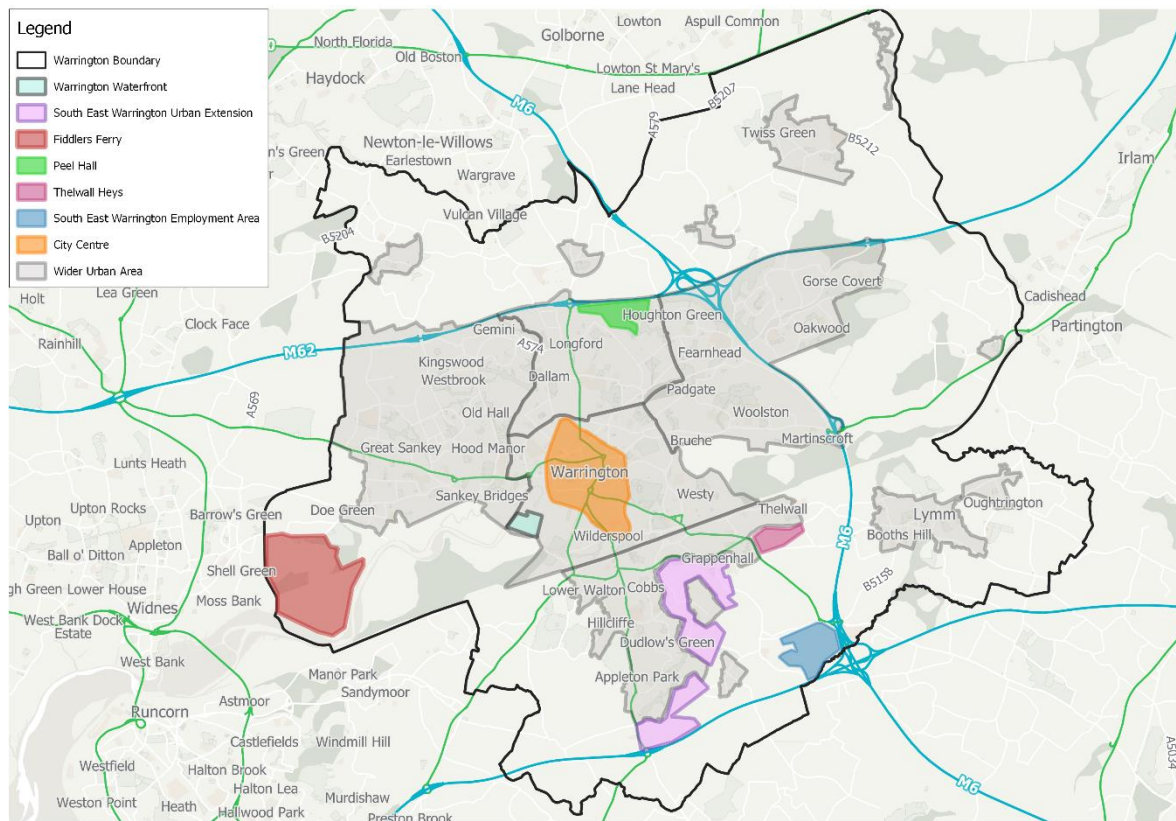 Legend
Warrington Boundary
Warrington Waterfront
South East Warrington Urban Extension
Fiddlers Ferry
Peel Hall
Thelwall Heys
South East Warrington Employment Area
City Centre
Wider Urban Area
Lowton
Aspull Common
Golborne
North Florida
Old Boston
Haydock
Lowton St Mary's
Lane Head
M6
B5207
A579
Twiss Green
B5212
Newton-le-Willows
Earlestown
Wargrave
Irlam
n's Green
Vulcan Village
B5204
Holt
Lea Green
Clock Face
Rainhill
M62
Gorse Covert
Cadishead
Partington
Houghton Green
Oakwood
Gemini
A574
Longford
Kingswood
Westbrook
Dallam
Fearnhead
A569
Padgate
Old Hall
Woolston
Great Sankey
Hood Manor
Bruche
Martinscroft
Lunts Heath
Warrington
Sankey Bridges
Westy
Oughtrington
Lymm
Booths Hill
Thelwall
Doe Green
Barrow's Green
Upton Rocks
Upton
Appleton
Ball o' Ditton
Wilderspool
M6
Grappenhall
B5158
Shell Green
gh Green
Lower House
Moss Bank
Widnes
West Bank Dock
Estate
Lower Walton
Cobbs
Hillcliffe
Dudlow's Green
West Bank
Manor Park
Sandymoor
Appleton Park
Runcorn
Astmoor
Castlefields
Windmill Hill
Westfield
Halton Brook
Halton Lea
Weston Point
Heath
Hallwood Park
Murdishaw
Preston Brook
M6
A5034